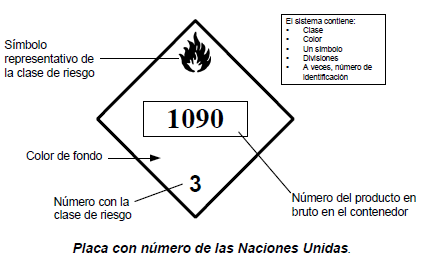 El sistema contiene:
• Clase
• Color
• Un símbolo
• Divisiones
• A veces, número de
identificación
Símbolo
representativo de
la clase de riesgo
1090
Color de fondo
3
Número con la
clase de riesgo
Número del producto en
bruto en el contenedor
Placa con número de las Naciones Unidas.